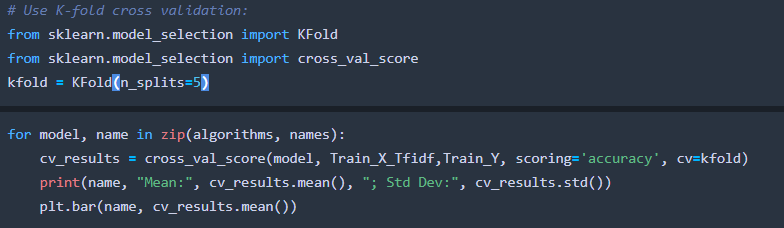 # Use K-fold cross validation:
from sklearn.model_selection import KFold
from sklearn.model_selection import cross_val_score
kfold = KFold(n_splits=5)
for model, name in zip(algorithms, names):
    cv_results = cross_val_score(model, Train_X_Tfidf,Train_Y, scoring='accuracy', cv=kfold)
    print(name, "Mean:", cv_results.mean(), "; Std Dev:", cv_results.std())
    plt.bar(name, cv_results.mean())